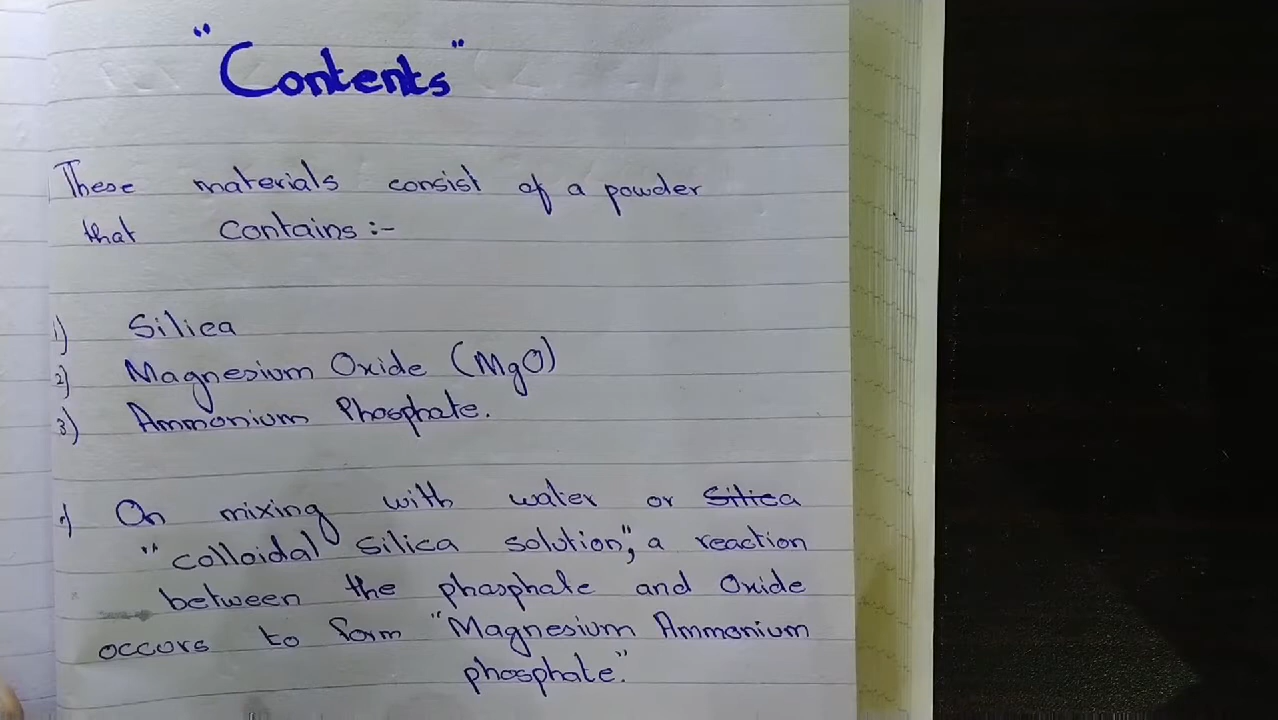 "Contents"
These materials consist of a powder
that contains :-
1) Silica
2) Magnesium Oxide (MgO)
3) Ammonium Phosphate.
On mixing with water or Silica
"colloidal silica solution", a reaction
between the phasphate and Oxide
occurs to form "Magnesium Ammonium
phosphate."